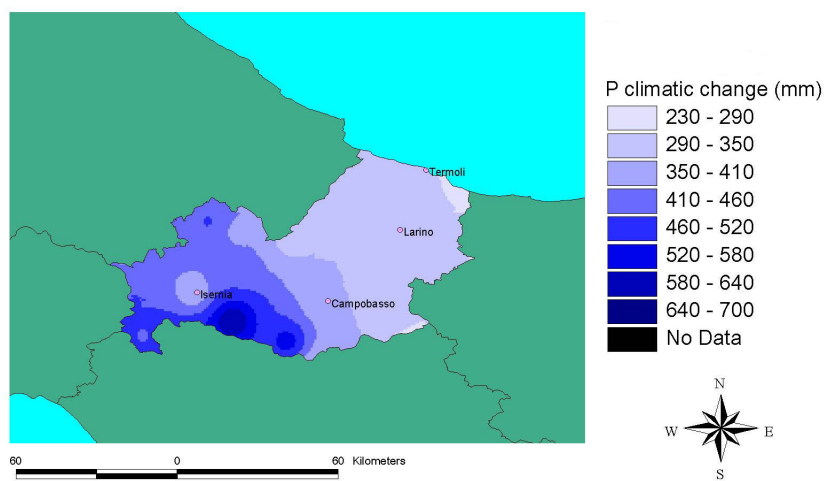 P climatic change (mm)
230 - 290
290 - 350
350 - 410
410 - 460
460 - 520
520 - 580
580 - 640
640 - 700
No Data
Termoli
Larino
Isernia
Campobasso
N
W E
S
60 0 60 Kilometers